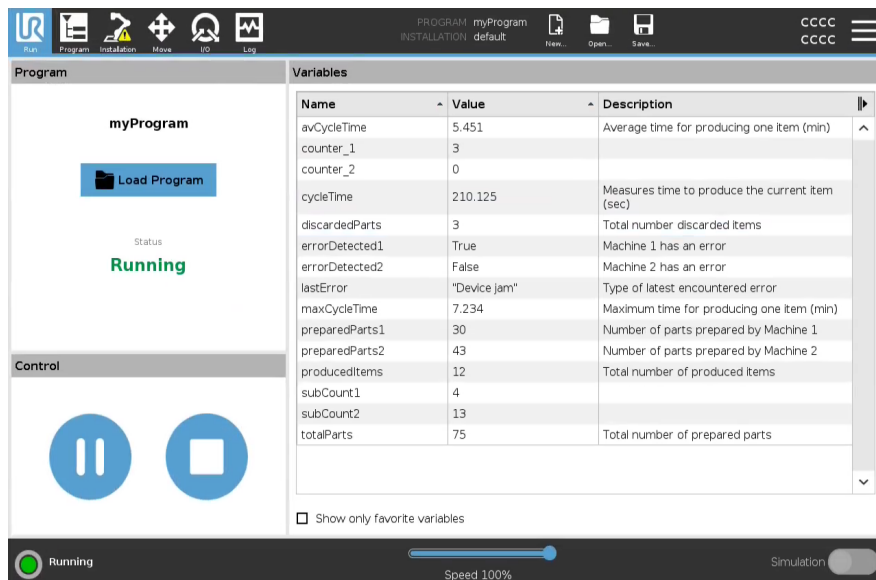 PROGRAM myProgram
INSTALLATION default
CCCC
CCCC
UR
Run
Program
Installation
Move
I/O
Log
New...
Open...
Save...
Program
myProgram
Load Program
Status
Running
Control
Variables
Name Value Description
avCycleTime 5.451 Average time for producing one item (min)
counter_1 3
counter_2 0
cycleTime 210.125 Measures time to produce the current item
(sec)
discardedParts 3 Total number discarded items
errorDetected1 True Machine 1 has an error
errorDetected2 False Machine 2 has an error
lastError "Device jam" Type of latest encountered error
maxCycleTime 7.234 Maximum time for producing one item (min)
preparedParts1 30 Number of parts prepared by Machine 1
preparedParts2 43 Number of parts prepared by Machine 2
producedItems 12 Total number of produced items
subCount1 4
subCount2 13
totalParts 75 Total number of prepared parts
Show only favorite variables
Running
Speed 100%
Simulation